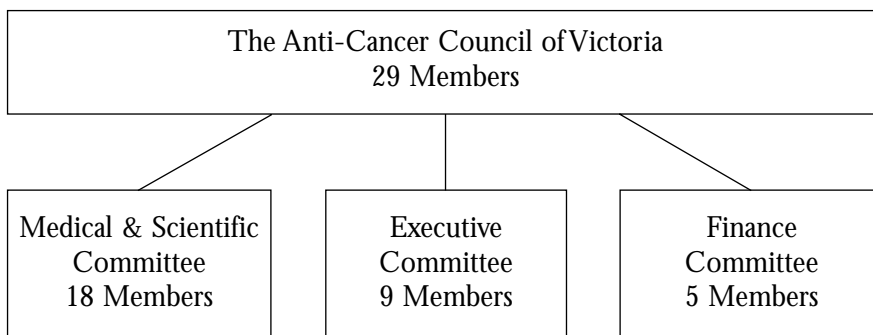 The Anti-Cancer Council of Victoria
29 Members
Medical & Scientific
Committee
18 Members
Executive
Committee
9 Members
Finance
Committee
5 Members